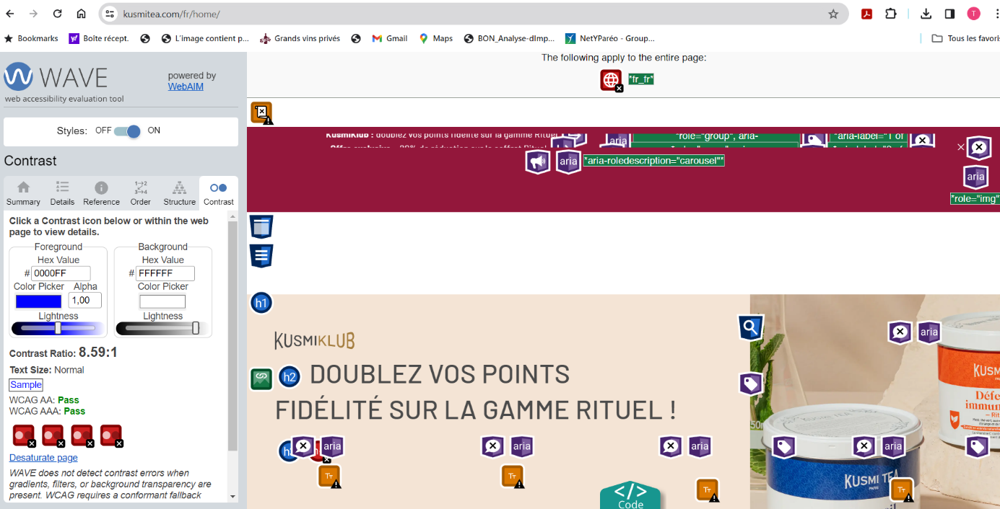 kusmitea.com/fr/home/
T
Bookmarks
Boîte récept.
L'image contient p...
Grands vins privés
Gmail
Maps
BON_Analyse-dImp...
NetYParéo - Group...
Tous les favoris
WAVE
web accessibility evaluation tool
powered by
WebAIM
Styles: OFF ON
Contrast
Summary
Details
Reference
Order
Structure
Contrast
Click a Contrast icon below or within the web
page to view details.
Foreground
Hex Value
# 0000FF
Color Picker Alpha
1,00
Lightness
Background
Hex Value
# FFFFFF
Color Picker
Lightness
Contrast Ratio: 8.59:1
Text Size: Normal
Sample
WCAG AA: Pass
WCAG AAA: Pass
Desaturate page
WAVE does not detect contrast errors when
gradients, filters, or background transparency are
present. WCAG requires a conformant fallback
The following apply to the entire page:
*fr_fr*
KusmiKlub : doublez vos points fidélité sur la gamme Rituel
aria
*role="group", aria-
*aria-label="1 of
aria
*aria-roledescription="carousel"*
aria
*role="img"
h1
KUSMIKLUB
h2 DOUBLEZ VOS POINTS
FIDÉLITÉ SUR LA GAMME RITUEL !
aria
aria
aria
aria
aria
</> Code
KUSMI TEA
PARIS
KUSM
Défe
immun
– Rit